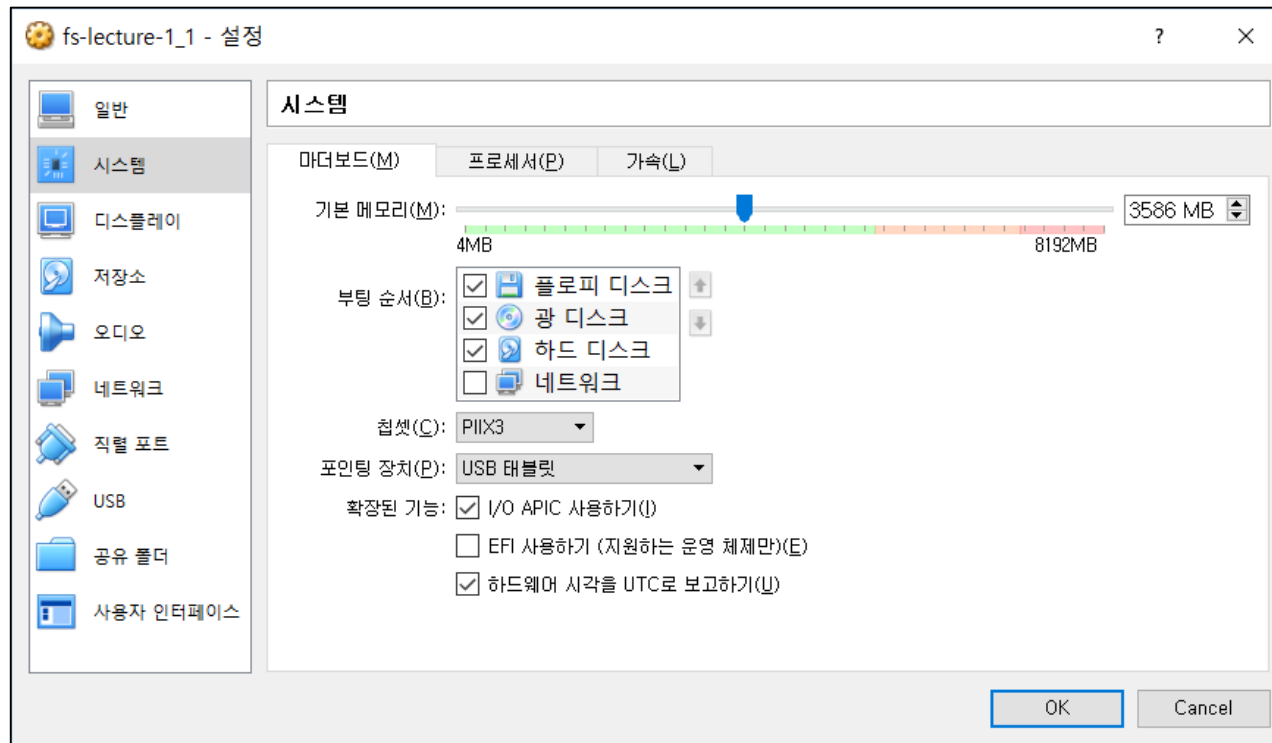 fs-lecture-1_1 - 설정
?
일반
시스템
디스플레이
저장소
오디오
네트워크
직렬 포트
USB
공유 폴더
사용자 인터페이스
시스템
마더보드(M) 프로세서(P) 가속(L)
기본 메모리(M): 3586 MB
4MB 8192MB
부팅 순서(B): 플로피 디스크
광 디스크
하드 디스크
네트워크
칩셋(C): PIIX3
포인팅 장치(P): USB 태블릿
확장된 기능: I/O APIC 사용하기(I)
EFI 사용하기 (지원하는 운영 체제만)(E)
하드웨어 시각을 UTC로 보고하기(U)
OK Cancel